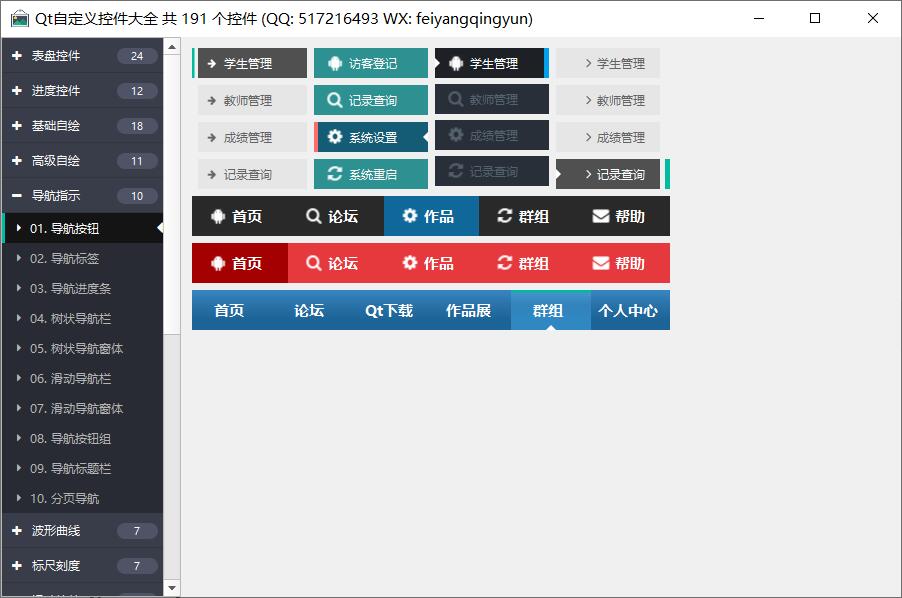 Qt自定义控件大全 共 191 个控件 (QQ: 517216493 WX: feiyangqingyun)
表盘控件 24
进度控件 12
基础自绘 18
高级自绘 11
导航指示 10
01. 导航按钮
02. 导航标签
03. 导航进度条
04. 树状导航栏
05. 树状导航窗体
06. 滑动导航栏
07. 滑动导航窗体
08. 导航按钮组
09. 导航标题栏
10. 分页导航
波形曲线 7
标尺刻度 7
学生管理 访客登记 学生管理 学生管理
教师管理 记录查询 教师管理 教师管理
成绩管理 系统设置 成绩管理 成绩管理
记录查询 系统重启 记录查询 记录查询
首页 论坛 作品 群组 帮助
首页 论坛 作品 群组 帮助
首页 论坛 Qt下载 作品展 群组 个人中心